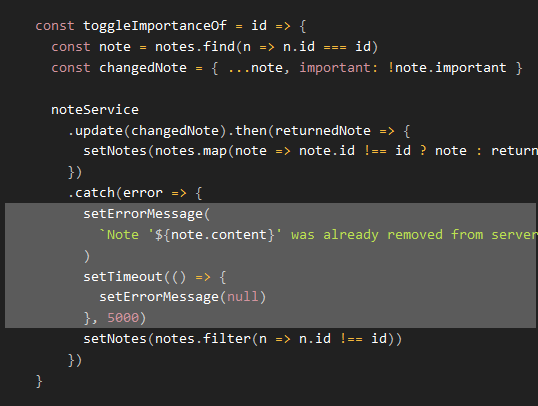 const toggleImportanceOf = id => {
  const note = notes.find(n => n.id === id)
  const changedNote = { ...note, important: !note.important }
  noteService
    .update(changedNote).then(returnedNote => {
      setNotes(notes.map(note => note.id !== id ? note : return
    })
    .catch(error => {
      setErrorMessage(
        `Note '${note.content}' was already removed from server
      )
      setTimeout(() => {
        setErrorMessage(null)
      }, 5000)
      setNotes(notes.filter(n => n.id !== id))
    })
}